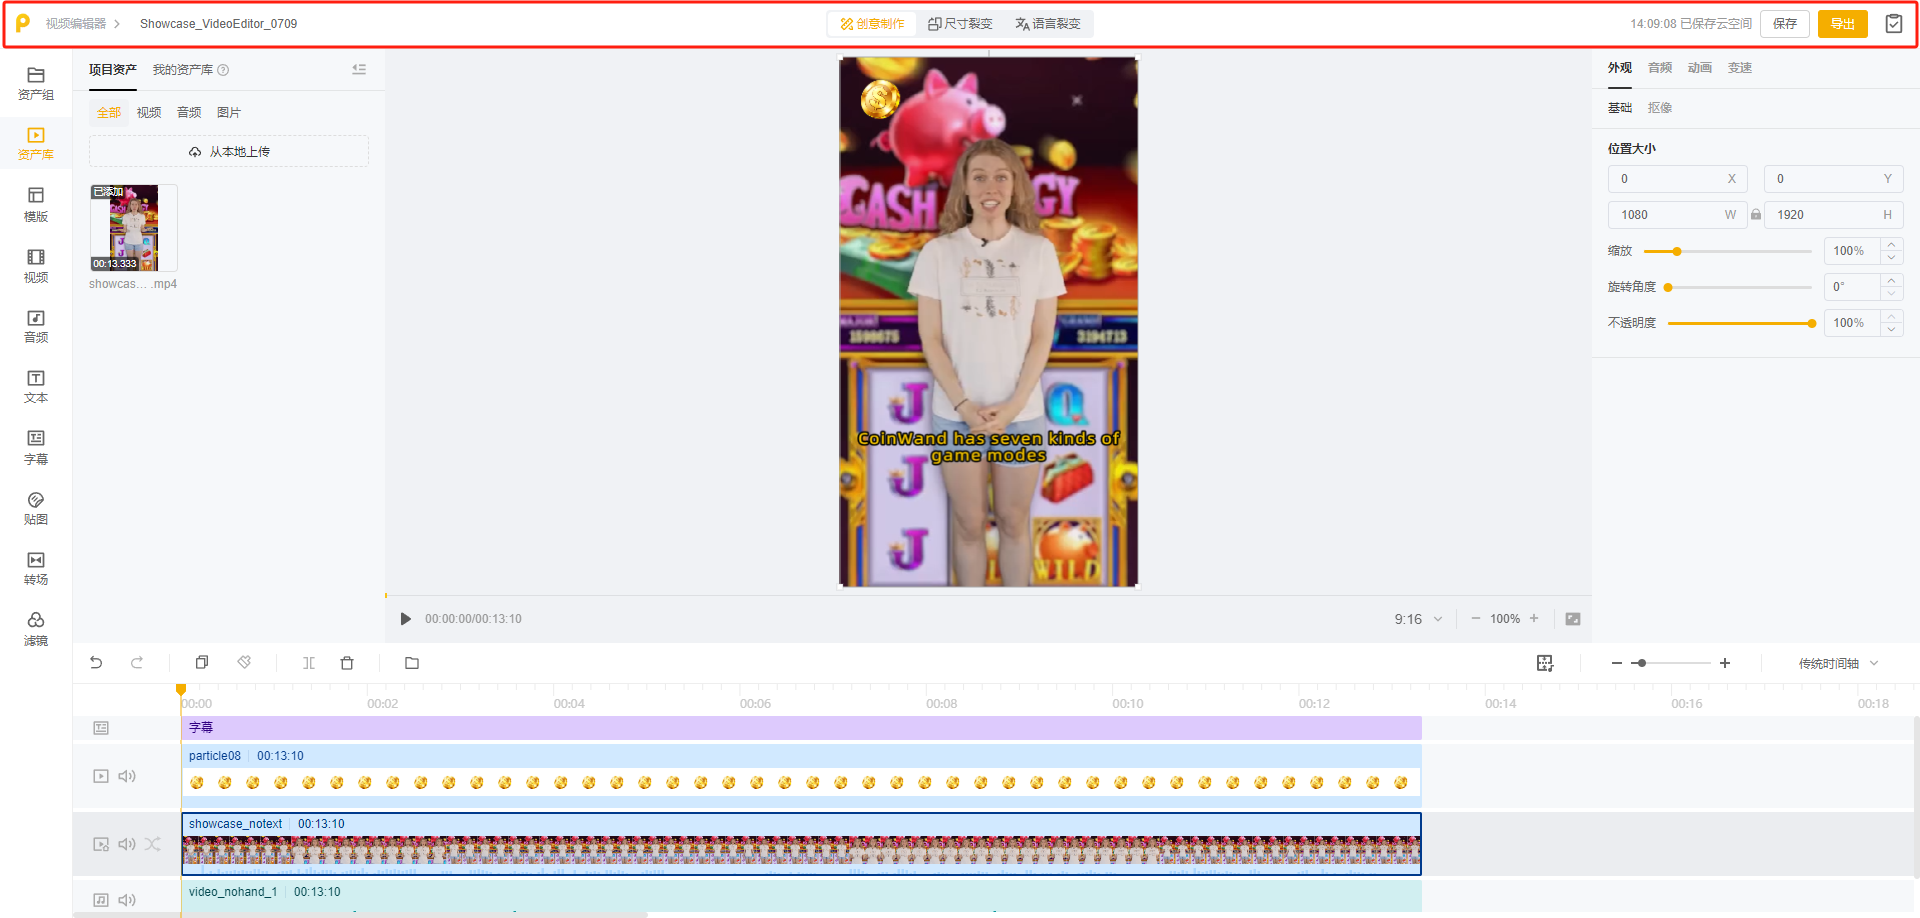 视频编辑器 > Showcase_VideoEditor_0709
创意制作 尺寸裂变 语言裂变
14:09:08 已保存云空间 保存 导出
资产组
资产库
模版
视频
音频
文本
字幕
贴图
转场
滤镜
项目资产 我的资产库
全部 视频 音频 图片
从本地上传
已添加
00:13.333
showcas... .mp4
CASH
GY
1598675
3194713
CoinWand has seven kinds of
game modes
J
Q
J
J
WILD
00:00:00/00:13:10
9:16
100%
外观 音频 动画 变速
基础 抠像
位置大小
0 X 0 Y
1080 W 1920 H
缩放 100%
旋转角度 0°
不透明度 100%
传统时间轴
00:00 00:02 00:04 00:06 00:08 00:10 00:12 00:14 00:16 00:18
字幕
particle08 00:13:10
showcase_notext 00:13:10
video_nohand_1 00:13:10